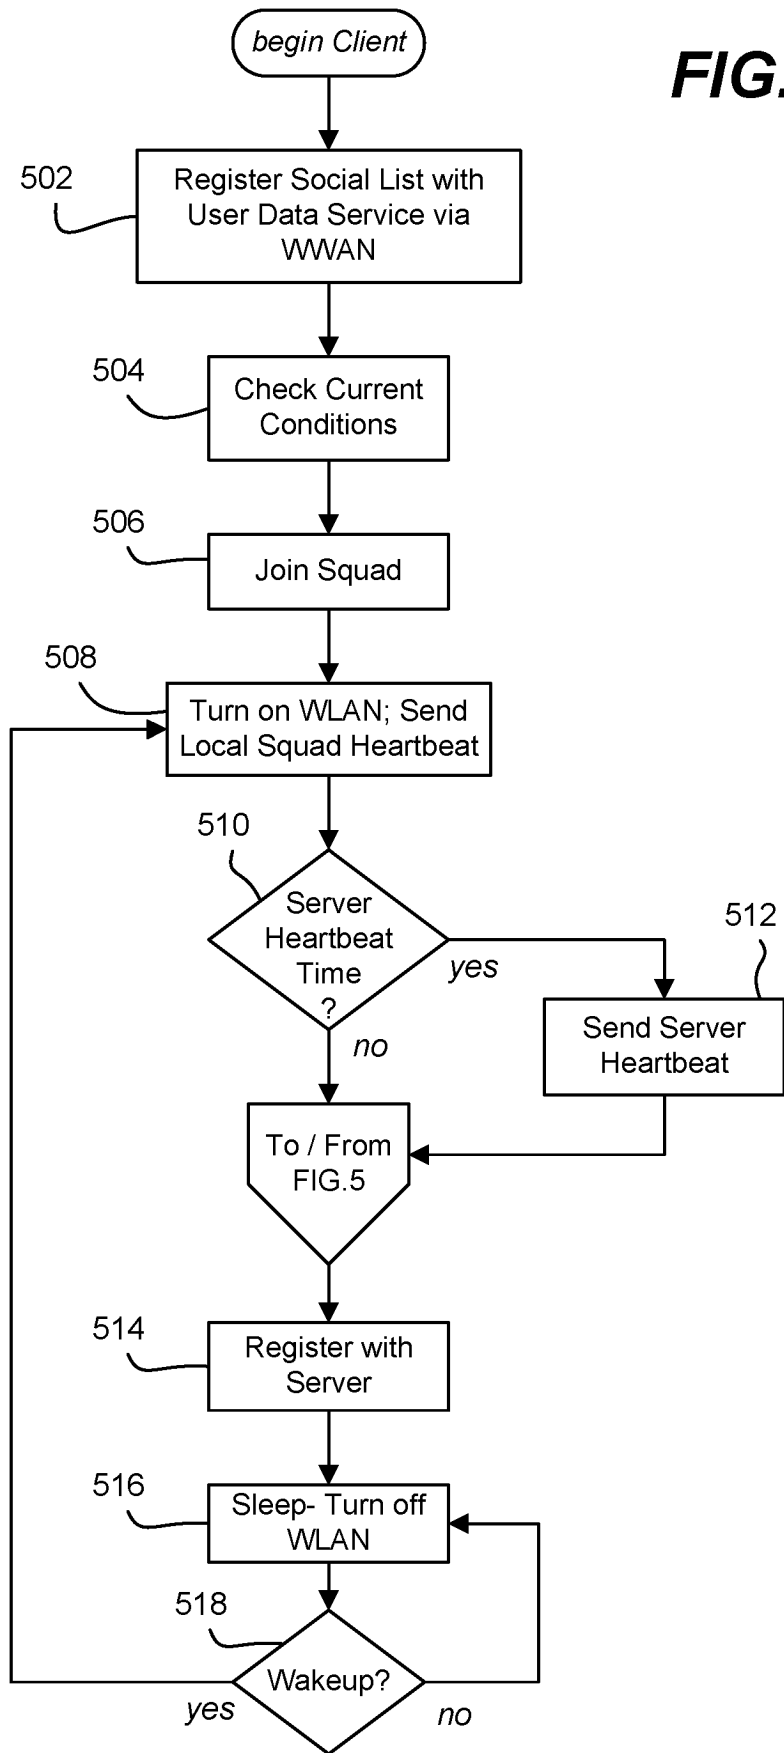 begin Client
FIG.
502
Register Social List with
User Data Service via
WWAN
504
Check Current
Conditions
506
Join Squad
508
Turn on WLAN; Send
Local Squad Heartbeat
510
Server
Heartbeat
Time
?
yes
no
512
Send Server
Heartbeat
To / From
FIG.5
514
Register with
Server
516
Sleep- Turn off
WLAN
518
Wakeup?
yes
no